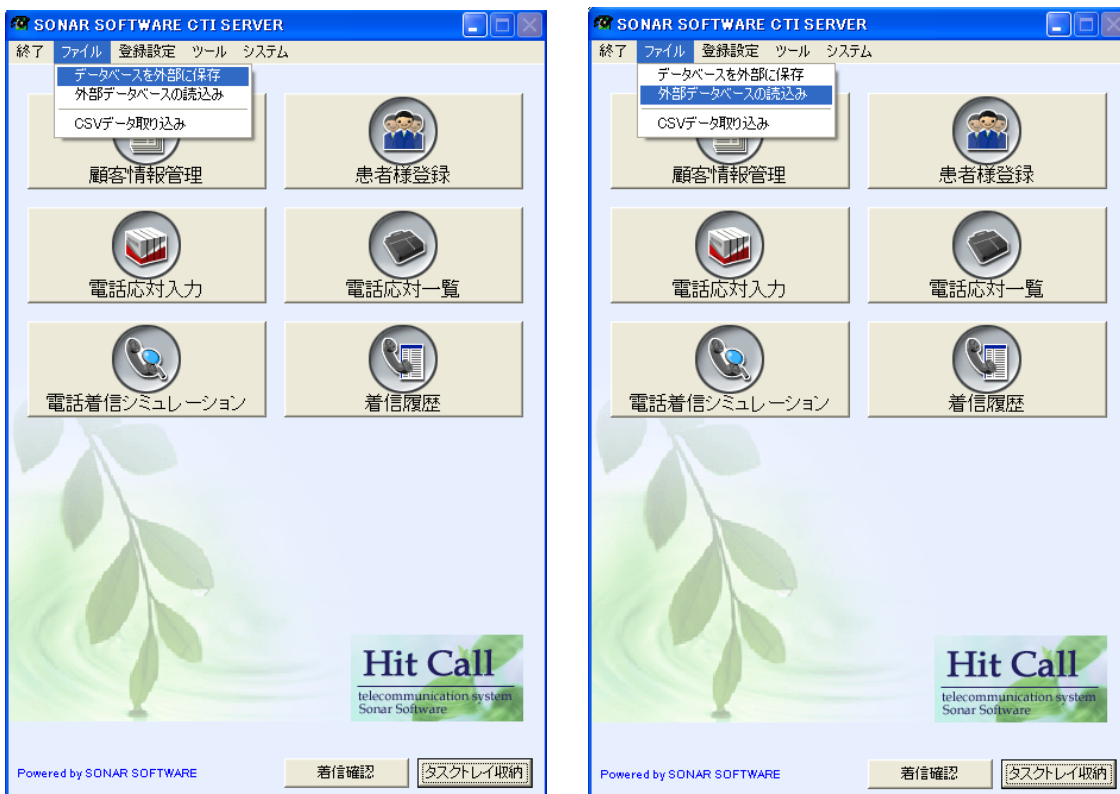 SONAR SOFTWARE CTI SERVER
終了 ファイル 登録設定 ツール システム
データベースを外部に保存
外部データベースの読込み
CSVデータ取り込み
顧客情報管理 患者様登録
電話応対入力 電話応対一覧
電話着信シミュレーション 着信履歴
Hit Call
telecommunication system
Sonar Software
Powered by SONAR SOFTWARE 着信確認 タスクトレイ収納
SONAR SOFTWARE CTI SERVER
終了 ファイル 登録設定 ツール システム
データベースを外部に保存
外部データベースの読込み
CSVデータ取り込み
顧客情報管理 患者様登録
電話応対入力 電話応対一覧
電話着信シミュレーション 着信履歴
Hit Call
telecommunication system
Sonar Software
Powered by SONAR SOFTWARE 着信確認 タスクトレイ収納